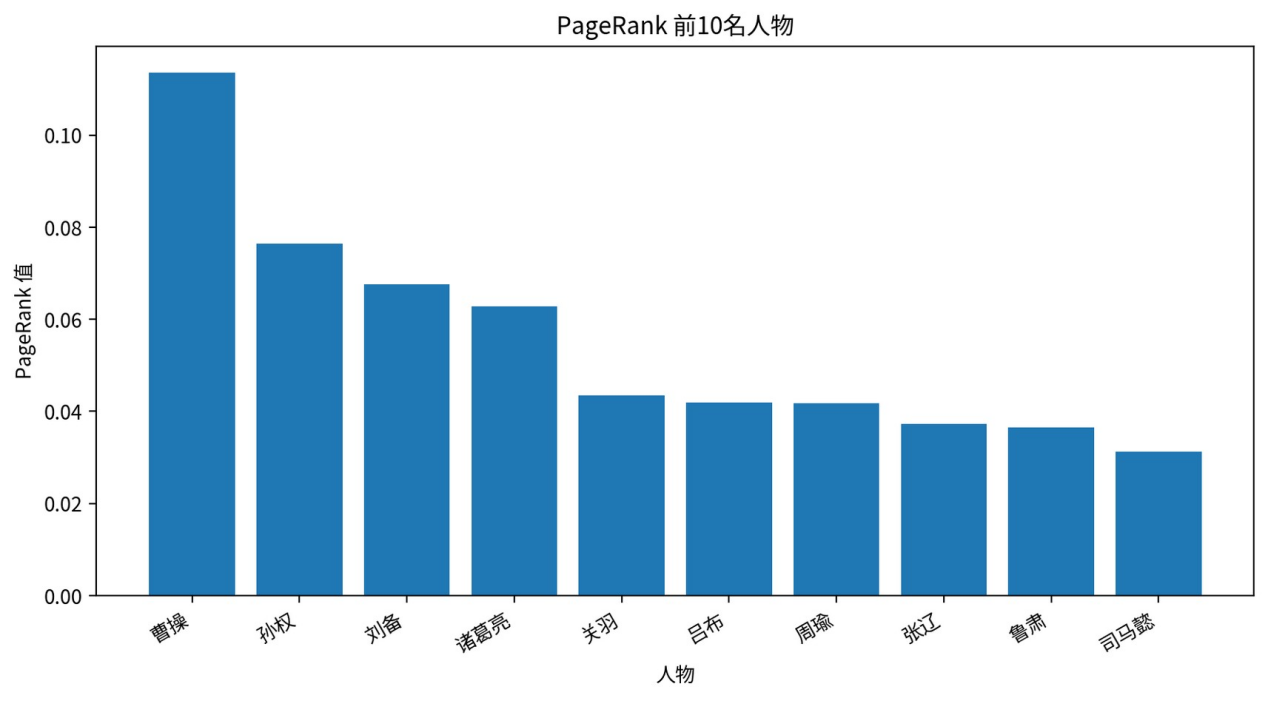 PageRank 前10名人物
PageRank 值
0.10
0.08
0.06
0.04
0.02
0.00
曹操
孙权
刘备
诸葛亮
关羽
吕布
周瑜
张辽
鲁肃
司马懿
人物